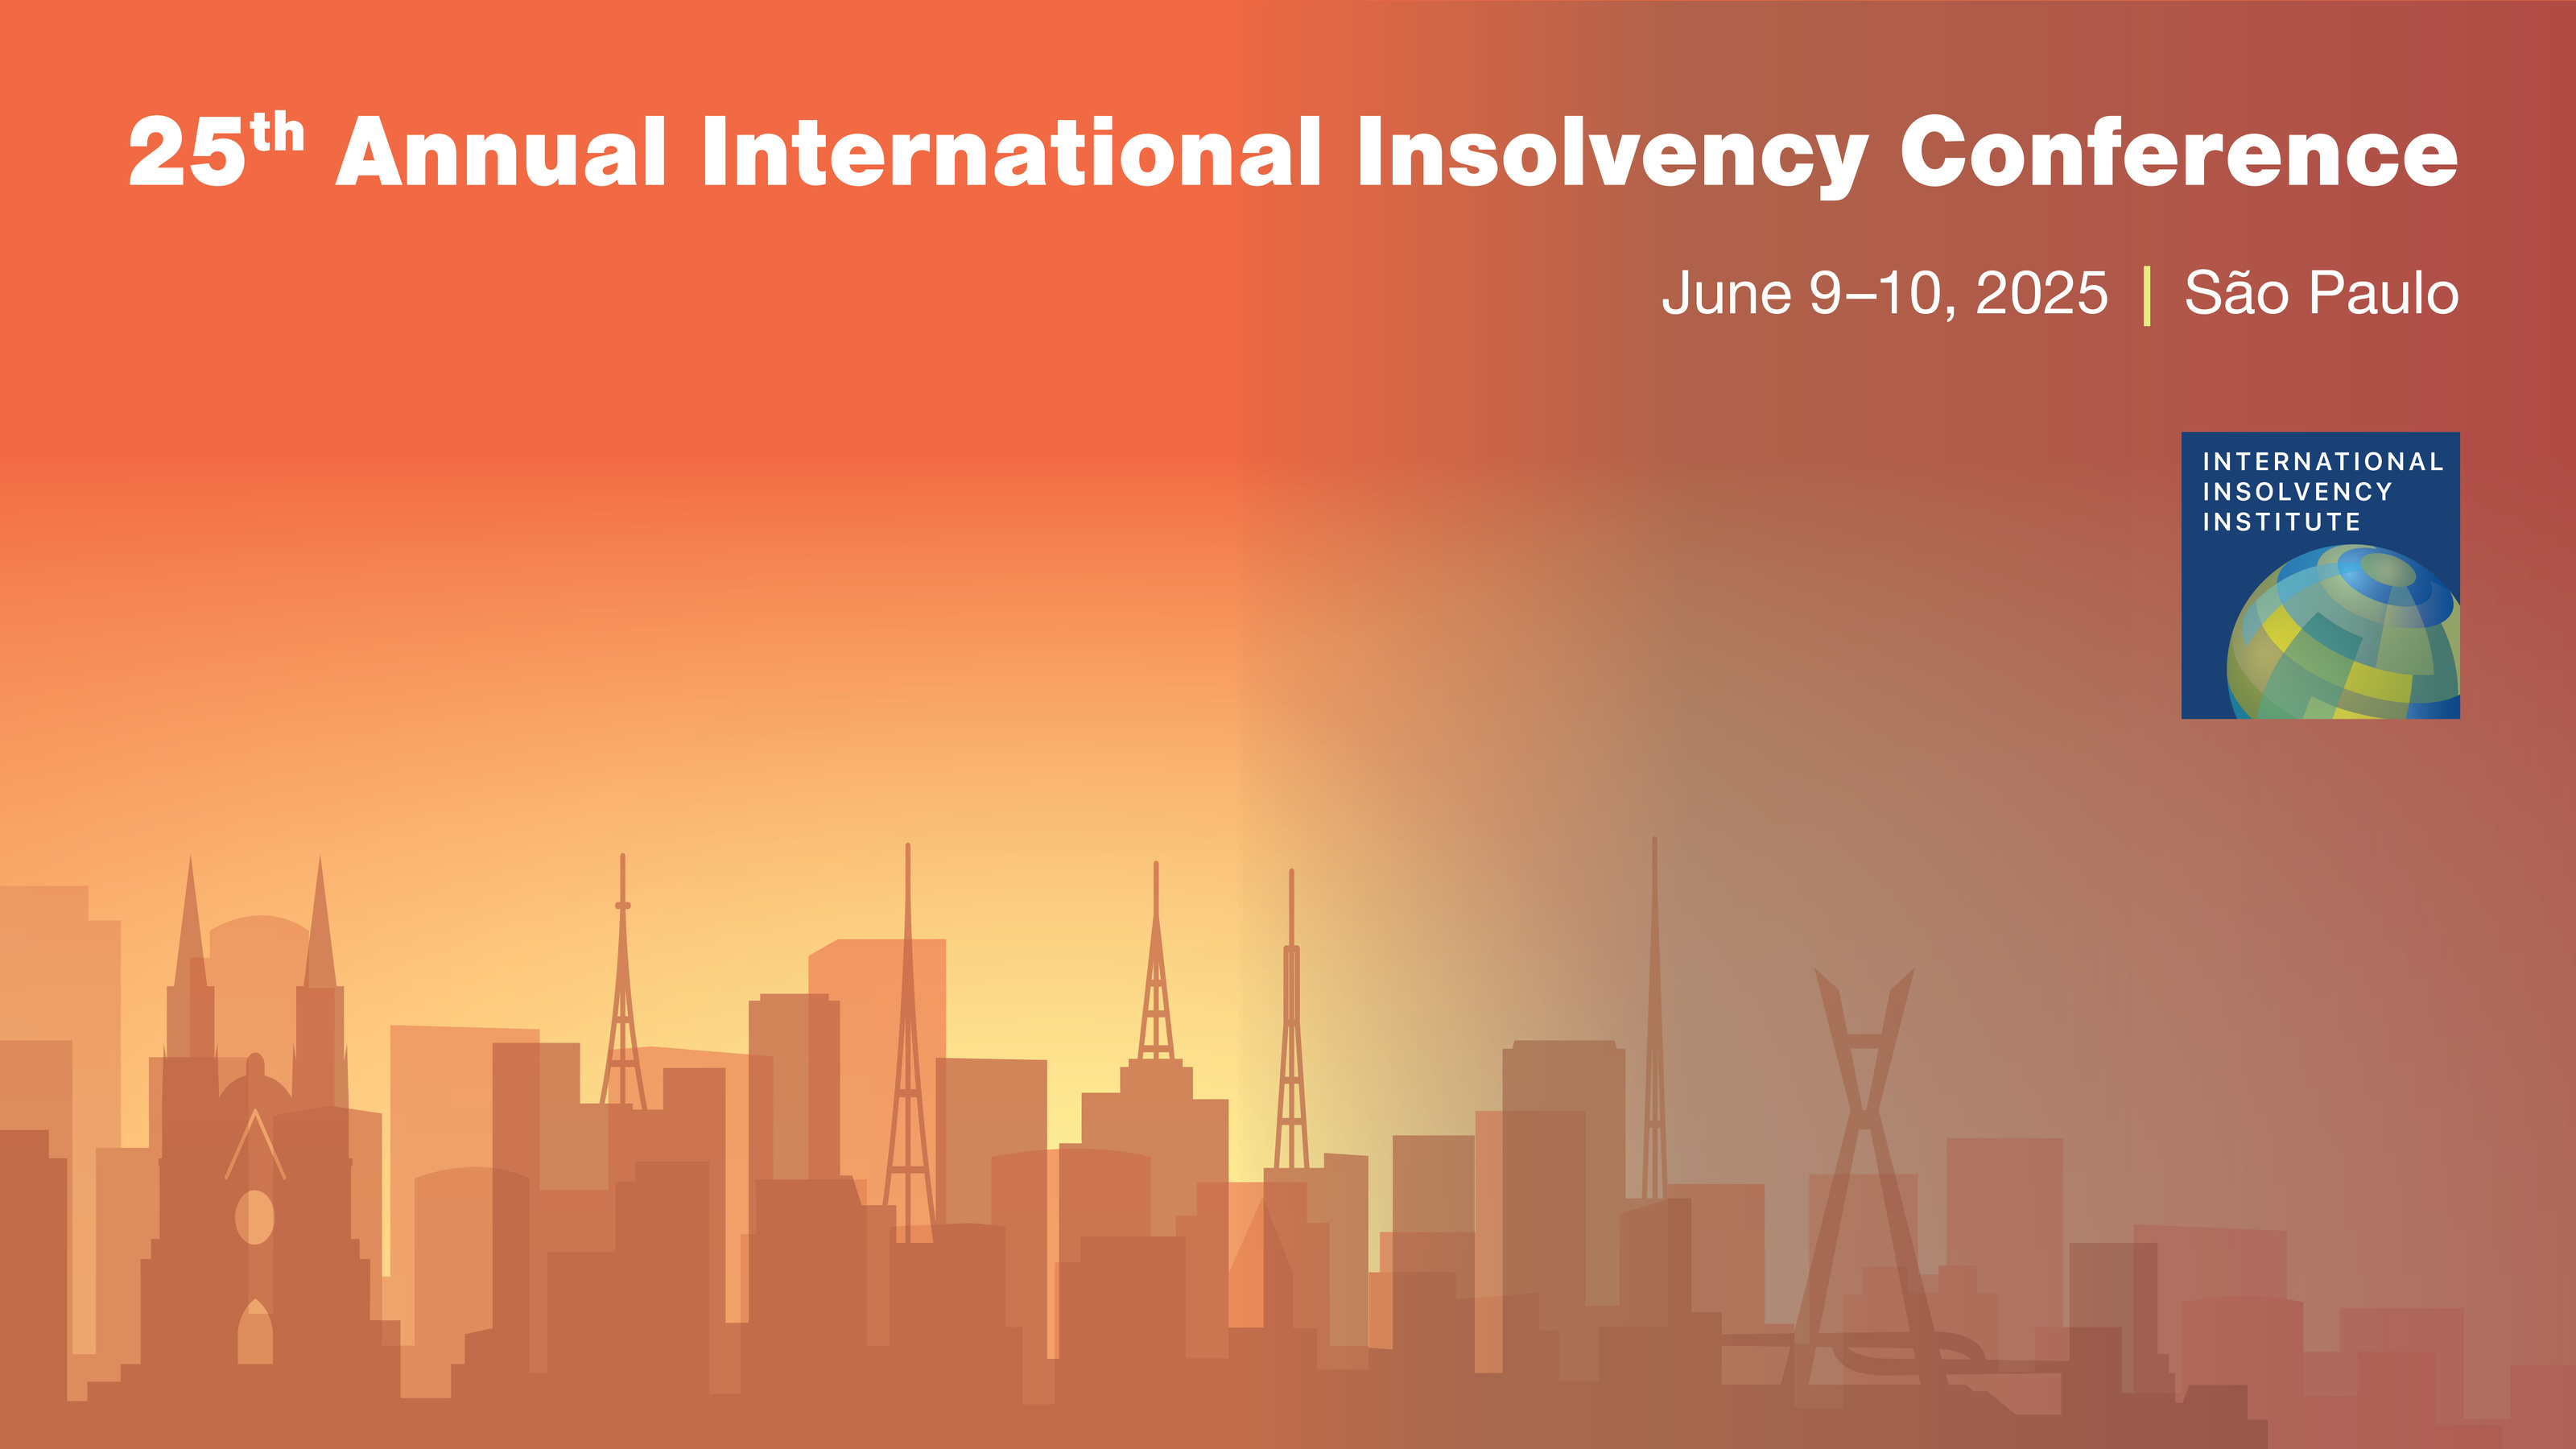 25th Annual International Insolvency Conference
June 9–10, 2025 | São Paulo
INTERNATIONAL
INSOLVENCY
INSTITUTE